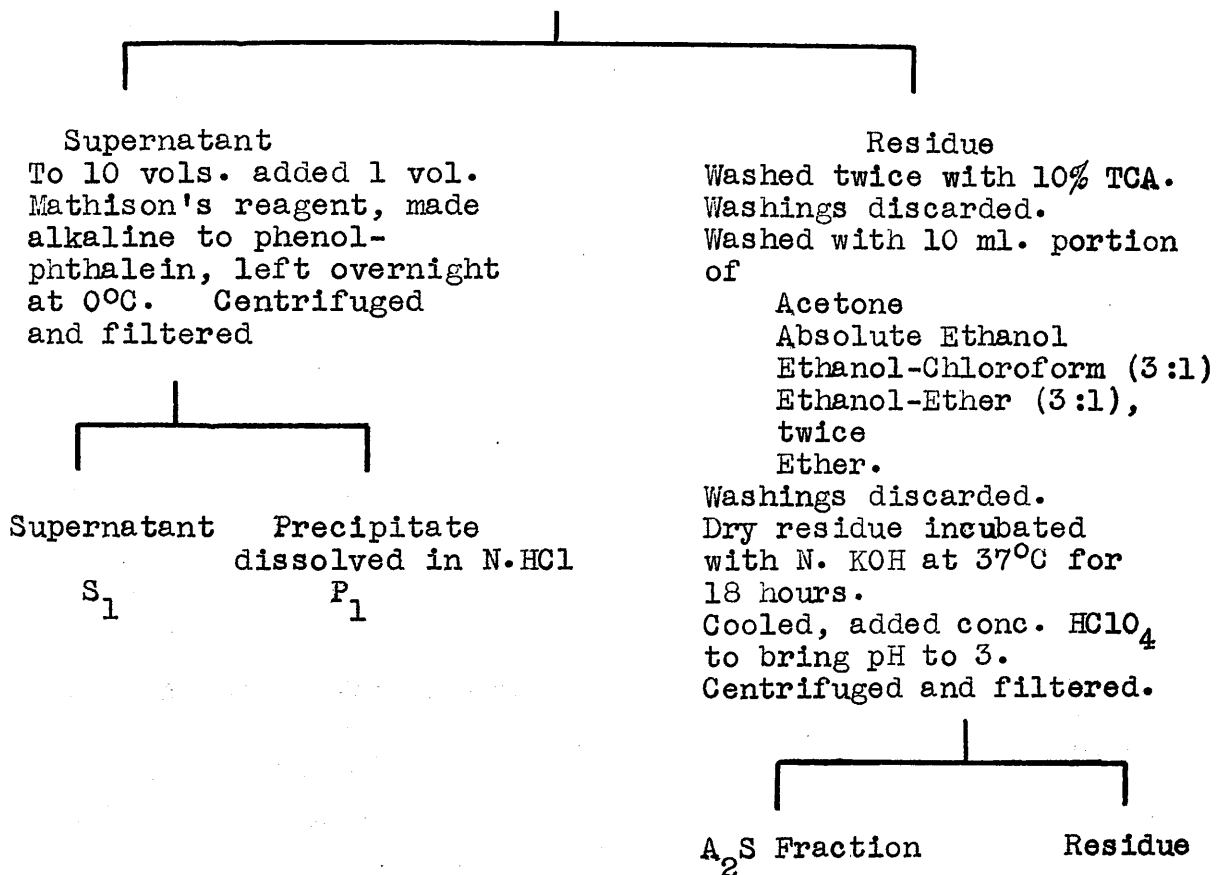 Supernatant
To 10 vols. added 1 vol.
Mathison's reagent, made
alkaline to phenol-
phthalein, left overnight
at 0°C. Centrifuged
and filtered
Supernatant
S₁
Precipitate
dissolved in N.HCl
P₁
Residue
Washed twice with 10% TCA.
Washings discarded.
Washed with 10 ml. portion
of
Acetone
Absolute Ethanol
Ethanol-Chloroform (3:1)
Ethanol-Ether (3:1),
twice
Ether.
Washings discarded.
Dry residue incubated
with N. KOH at 37°C for
18 hours.
Cooled, added conc. HClO₄
to bring pH to 3.
Centrifuged and filtered.
A₂S Fraction
Residue